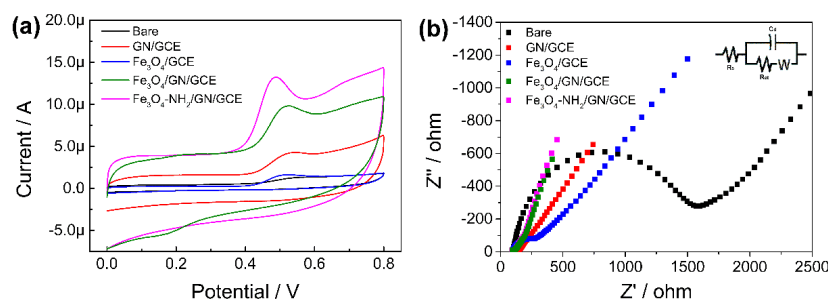 (a)
Bare
GN/GCE
Fe₃O₄/GCE
Fe₃O₄/GN/GCE
Fe₃O₄-NH₂/GN/GCE
20.0μ
15.0μ
10.0μ
5.0μ
0.0
-5.0μ
Current / A
0.0 0.2 0.4 0.6 0.8
Potential / V
(b)
Bare
GN/GCE
Fe₃O₄/GCE
Fe₃O₄/GN/GCE
Fe₃O₄-NH₂/GN/GCE
-1400
-1200
-1000
-800
-600
-400
-200
0
Z'' / ohm
0 500 1000 1500 2000 2500
Z' / ohm
W